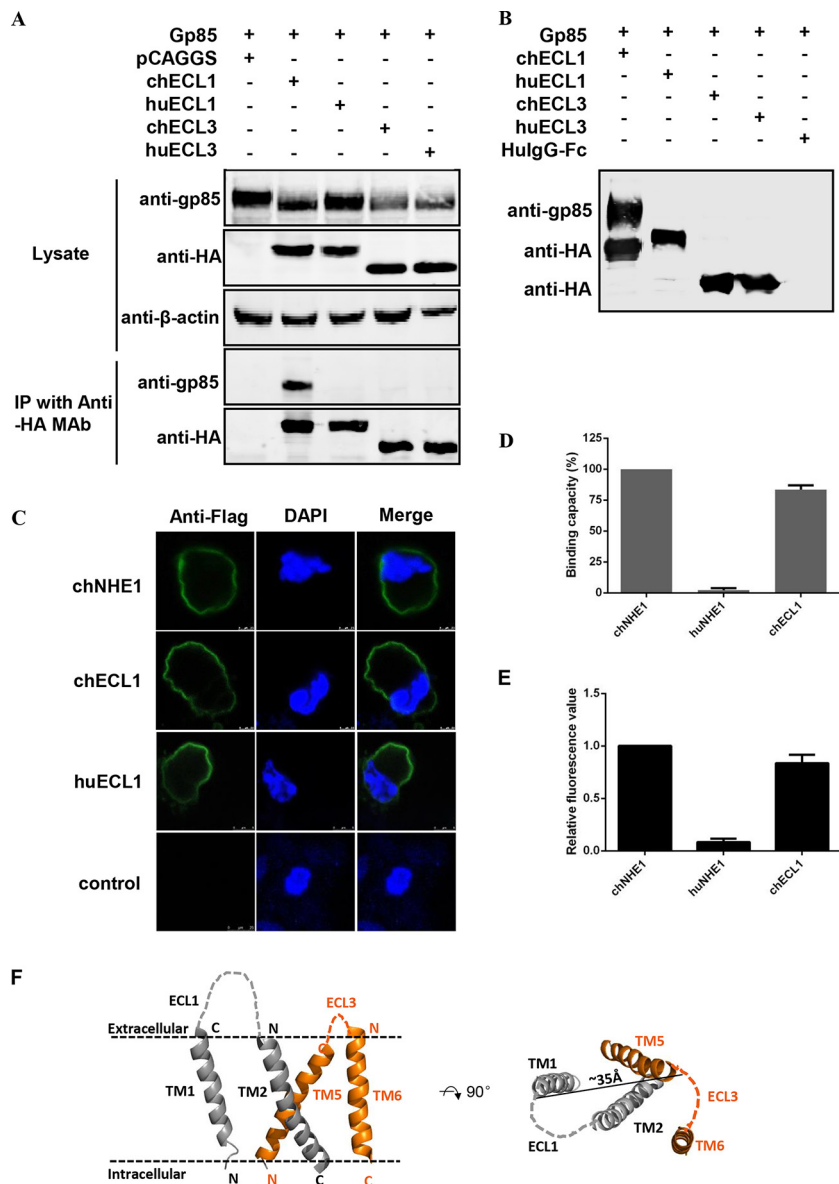 A
Gp85 + + + + +
pCAGGS + - - - -
chECL1 - + - - -
huECL1 - - + - -
chECL3 - - - + -
huECL3 - - - - +
Lysate
anti-gp85
anti-HA
anti-β-actin
IP with Anti
-HA MAb
anti-gp85
anti-HA
B
Gp85 + + + + +
chECL1 + - - - -
huECL1 - + - - -
chECL3 - - + - -
huECL3 - - - + -
HuIgG-Fc - - - - +
anti-gp85
anti-HA
anti-HA
C
Anti-Flag DAPI Merge
chNHE1
chECL1
huECL1
control
D
Binding capacity (%)
125
100
75
50
25
0
chNHE1
huNHE1
chECL1
E
Relative fluorescence value
1.5
1.0
0.5
0.0
chNHE1
huNHE1
chECL1
F
ECL1
ECL3
Extracellular
C
N
N
TM1
TM2
TM5
TM6
Intracellular
N
N
C
C
90°
TM5
TM1
~35Å
ECL3
TM2
ECL1
TM6